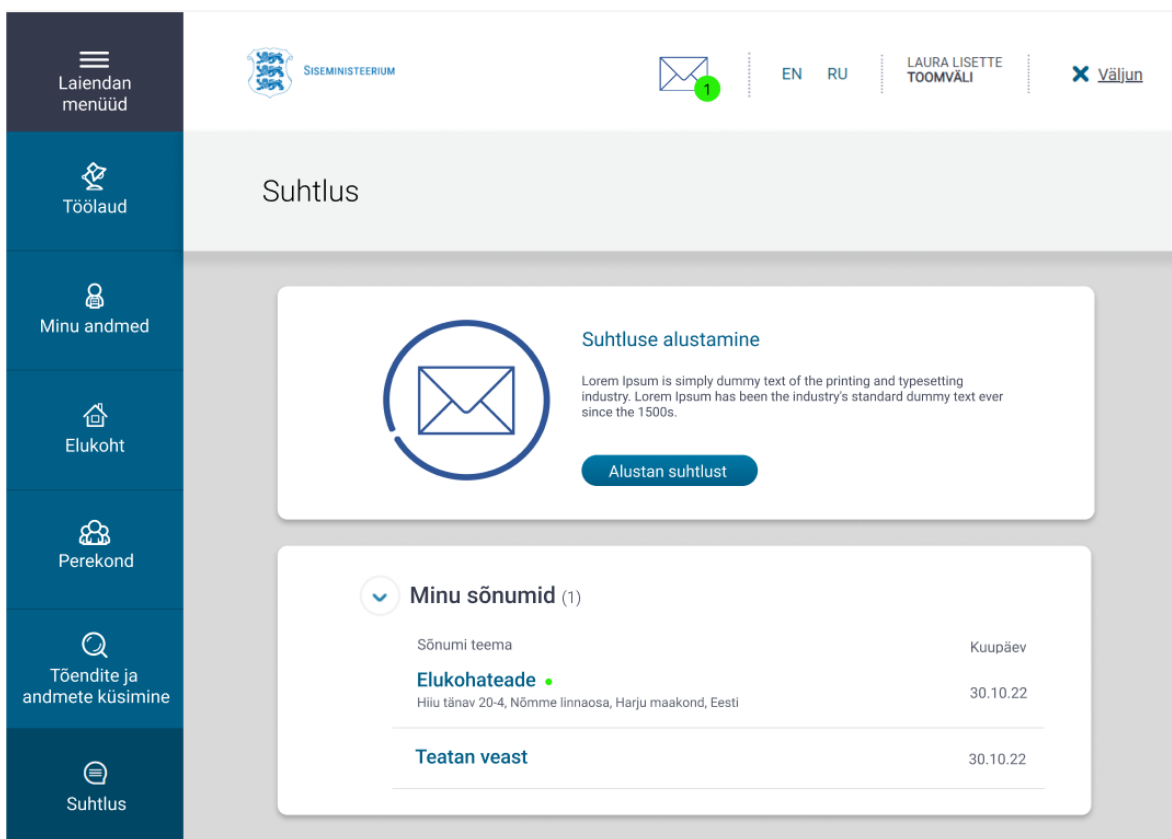 Laiendan
menüüd
SISEMINISTEERIUM
1
EN RU
LAURA LISETTE
TOOMVÄLI
Väljun
Töölaud
Minu andmed
Elukoht
Perekond
Tõendite ja
andmete küsimine
Suhtlus
Suhtlus
Suhtluse alustamine
Lorem Ipsum is simply dummy text of the printing and typesetting
industry. Lorem Ipsum has been the industry's standard dummy text ever
since the 1500s.
Alustan suhtlust
Minu sõnumid (1)
Sõnumi teema Kuupäev
Elukohateade 30.10.22
Hiiu tänav 20-4, Nõmme linnaosa, Harju maakond, Eesti
Teatan veast 30.10.22